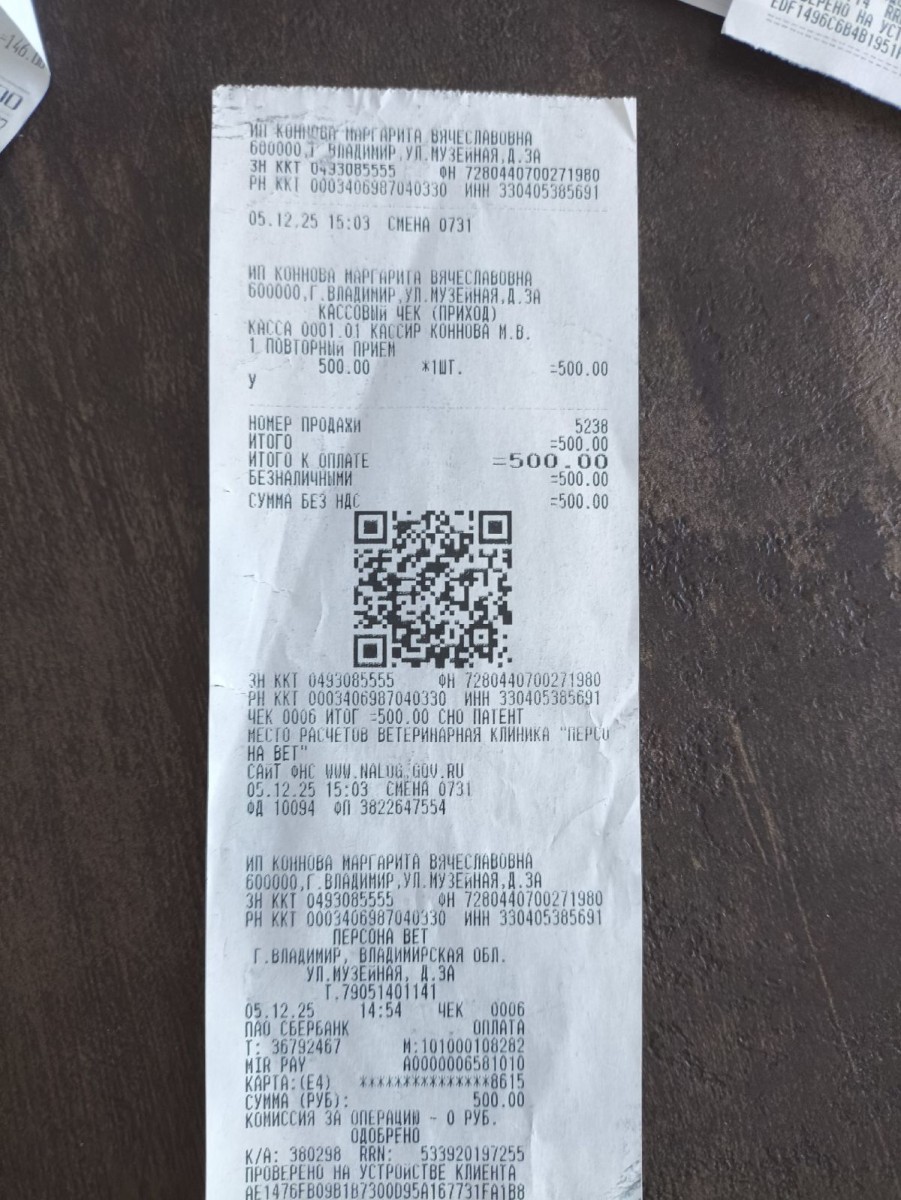 ИП КОННОВА МАРГАРИТА ВЯЧЕСЛАВОВНА
600000,Г.ВЛАДИМИР,УЛ.МУЗЕЙНАЯ,Д.3А
ЗН ККТ 0493085555 ФН 7280440700271980
РН ККТ 0003406987040330 ИНН 330405385691
05.12.25 15:03 СМЕНА 0731
ИП КОННОВА МАРГАРИТА ВЯЧЕСЛАВОВНА
600000,Г.ВЛАДИМИР,УЛ.МУЗЕЙНАЯ,Д.3А
КАССОВЫЙ ЧЕК (ПРИХОД)
КАССА 0001.01 КАССИР КОННОВА М.В.
1 ПОВТОРНЫЙ ПРИЕМ
500.00 *1ШТ. =500.00
У
НОМЕР ПРОДАЖИ 5238
ИТОГО =500.00
ИТОГО К ОПЛАТЕ =500.00
БЕЗНАЛИЧНЫМИ =500.00
СУММА БЕЗ НДС =500.00
ЗН ККТ 0493085555 ФН 7280440700271980
РН ККТ 0003406987040330 ИНН 330405385691
ЧЕК 0006 ИТОГ =500.00 СНО ПАТЕНТ
МЕСТО РАСЧЕТОВ ВЕТЕРИНАРНАЯ КЛИНИКА "ПЕРСО
НА ВЕТ"
САЙТ ФНС WWW.NALOG.GOV.RU
05.12.25 15:03 СМЕНА 0731
ФД 10094 ФП 3822647554
ИП КОННОВА МАРГАРИТА ВЯЧЕСЛАВОВНА
600000,Г.ВЛАДИМИР,УЛ.МУЗЕЙНАЯ,Д.3А
ЗН ККТ 0493085555 ФН 7280440700271980
РН ККТ 0003406987040330 ИНН 330405385691
ПЕРСОНА ВЕТ
Г.ВЛАДИМИР, ВЛАДИМИРСКАЯ ОБЛ.
УЛ.МУЗЕЙНАЯ, Д.3А
Т.79051401141
05.12.25 14:54 ЧЕК 0006
ПАО СБЕРБАНК ОПЛАТА
Т: 36792467 М:101000108282
MIR PAY A0000006581010
КАРТА:(E4) ***************8615
СУММА (РУБ): 500.00
КОМИССИЯ ЗА ОПЕРАЦИЮ - 0 РУБ.
ОДОБРЕНО
К/А: 380298 RRN: 533920197255
ПРОВЕРЕНО НА УСТРОЙСТВЕ КЛИЕНТА
AE1476FB09B1B7300D95A167731FA1B8
=146.00
EDF1496C6B4B1951